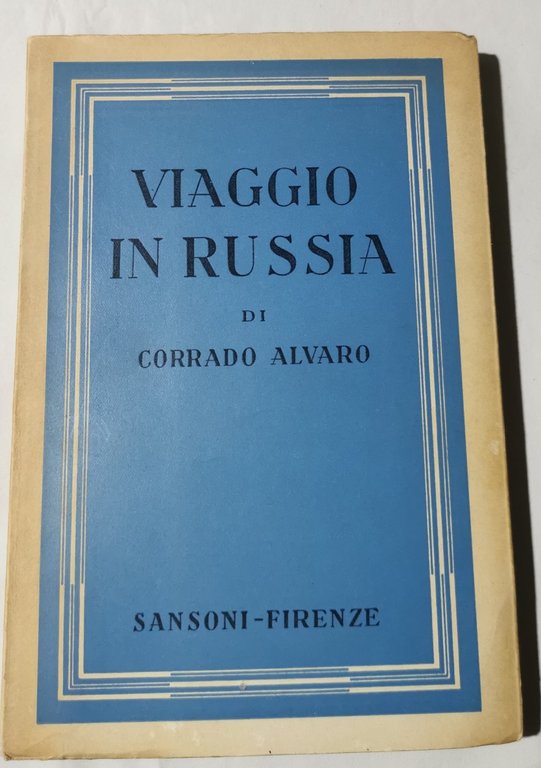 VIAGGIO
IN RUSSIA
DI
CORRADO ALVARO
SANSONI-FIRENZE